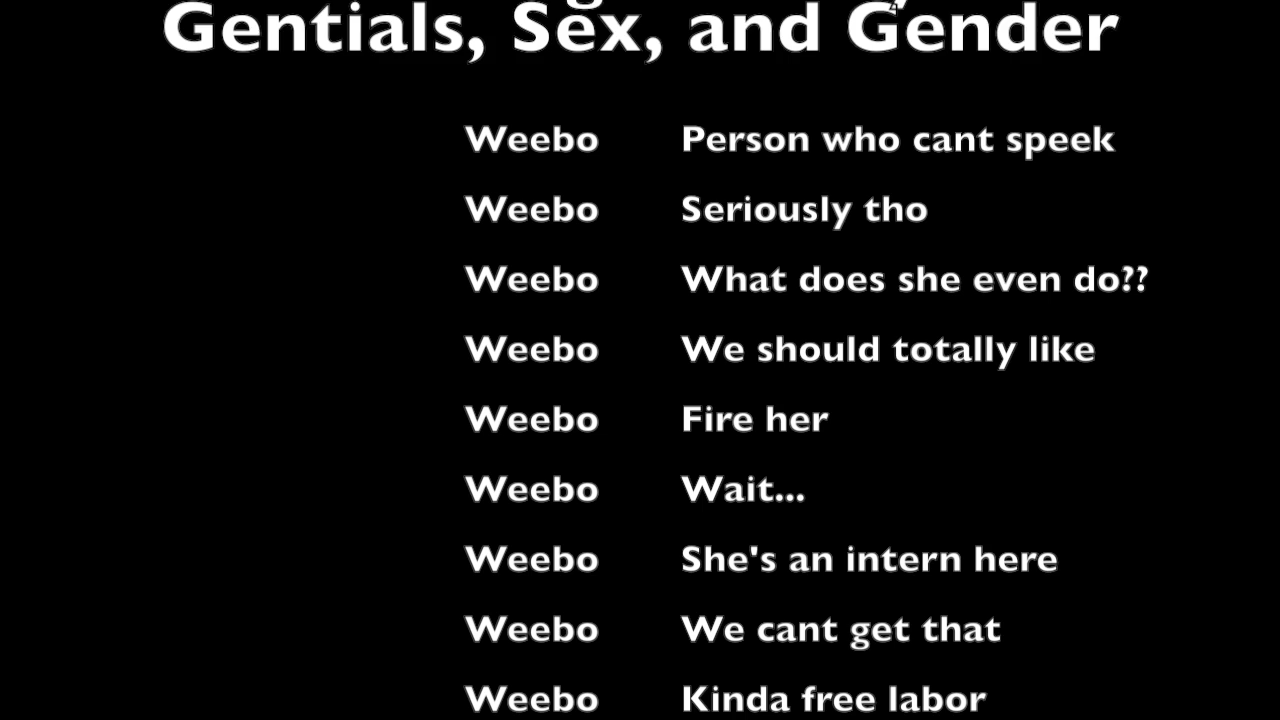 Gentials, Sex, and Gender
Weebo Person who cant speek
Weebo Seriously tho
Weebo What does she even do??
Weebo We should totally like
Weebo Fire her
Weebo Wait...
Weebo She's an intern here
Weebo We cant get that
Weebo Kinda free labor